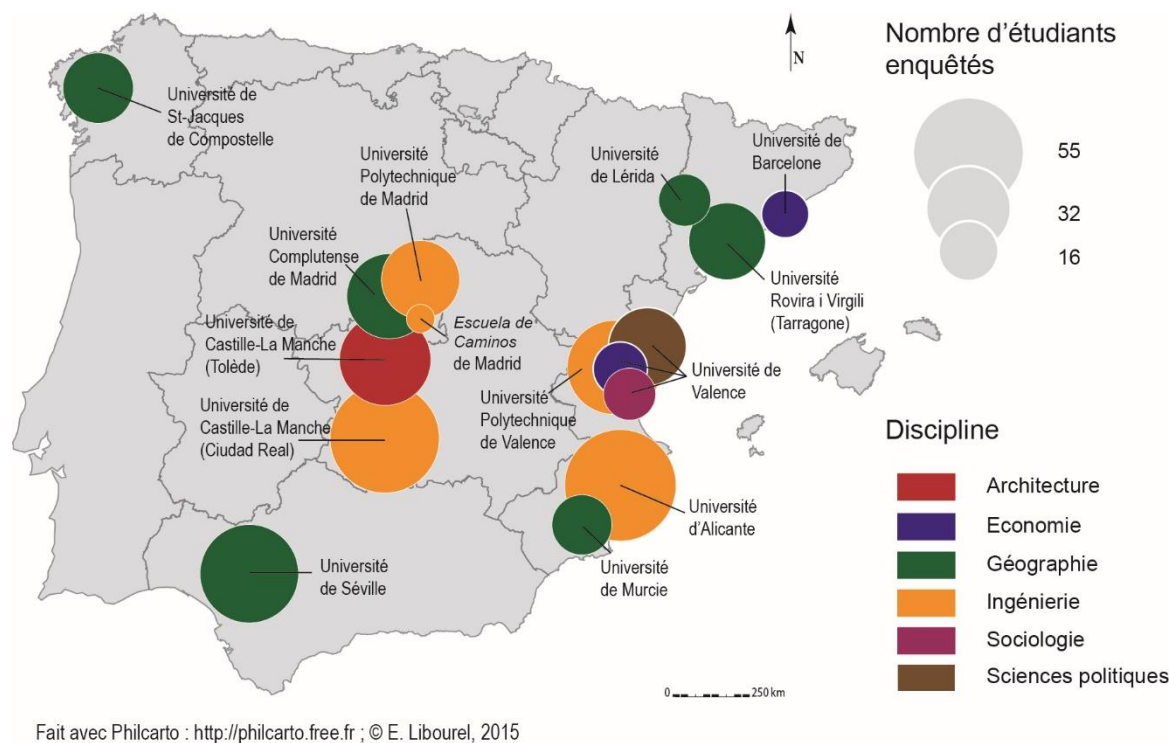 Université de
St-Jacques
de Compostelle
Université
Polytechnique
de Madrid
Université
de Lérida
Université de
Barcelone
Université
Complutense
de Madrid
Université
Rovira i Virgili
(Tarragone)
Université de
Castille-La Manche
(Tolède)
Escuela de
Caminos
de Madrid
Université de
Valence
Université
Polytechnique
de Valence
Université de
Castille-La Manche
(Ciudad Real)
Université
d'Alicante
Université
de Murcie
Université
de Séville
N
Nombre d'étudiants
enquêtés
55
32
16
Discipline
Architecture
Economie
Géographie
Ingénierie
Sociologie
Sciences politiques
0 250 km
Fait avec Philcarto : http://philcarto.free.fr ; © E. Libourel, 2015